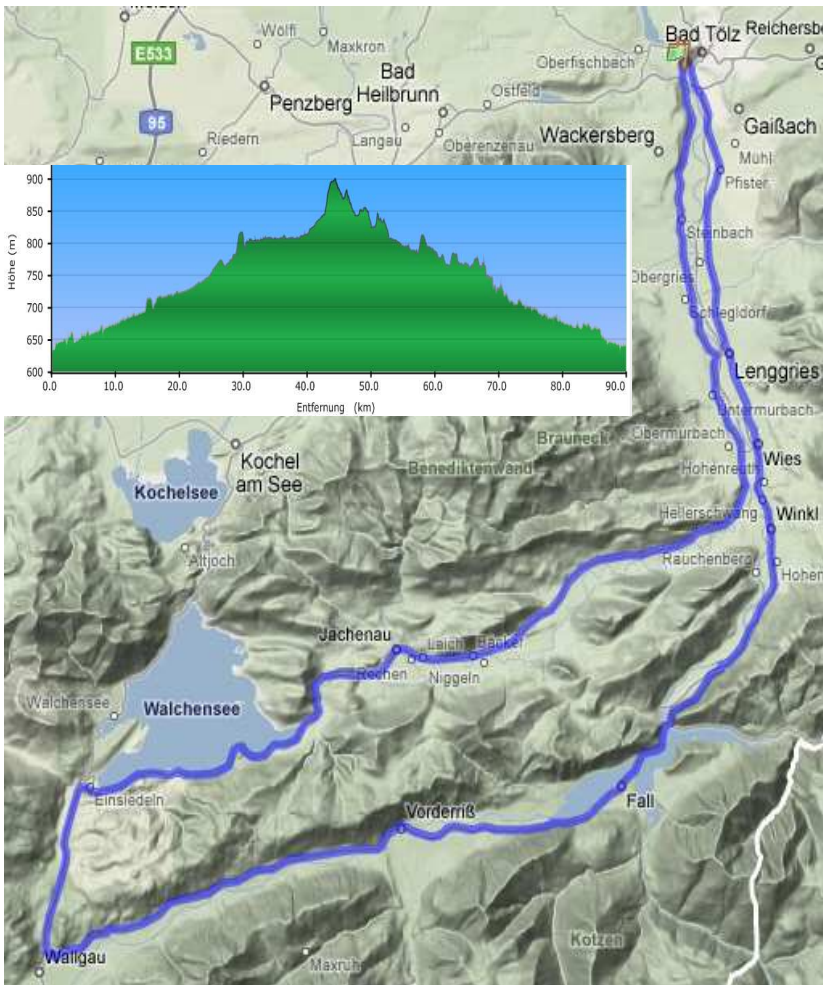 Wolfl
Maxkron
E533
Bad Tölz
Reichersb
Oberfischbach
Bad
Heilbrunn
Penzberg
Ostfeld
95
Riedern
Langau
Oberenzenau
Wackersberg
Gaißach
Mühl
Pfister
900
850
800
750
700
650
600
Höhe (m)
0.0 10.0 20.0 30.0 40.0 50.0 60.0 70.0 80.0 90.0
Entfernung (km)
Steinbach
Obergries
Schlegldorf
Lenggries
Untermurbach
Obermurbach
Brauneck
Kochel
am See
Benediktenwand
Hohenreuth
Wies
Kochelsee
Hellerschwang
Winkl
Altjoch
Rauchenberg
Hohen
Jachenau
Laich
Bäcker
Rechen
Niggeln
Walchensee
Walchensee
Einsiedeln
Fall
Vorderriß
Wallgau
Maxruh
Kotzen